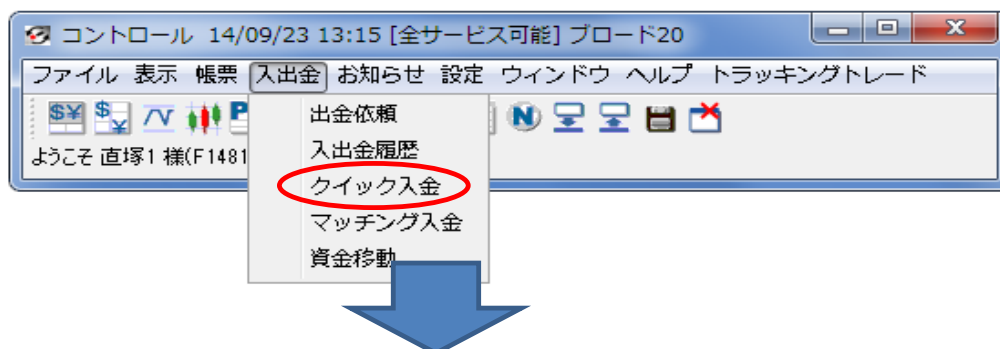 コントロール 14/09/23 13:15 [全サービス可能] ブロード20
ファイル 表示 帳票 入出金 お知らせ 設定 ウィンドウ ヘルプ トラッキングトレード
ようこそ 直塚1 様(F1481
出金依頼
入出金履歴
クイック入金
マッチング入金
資金移動